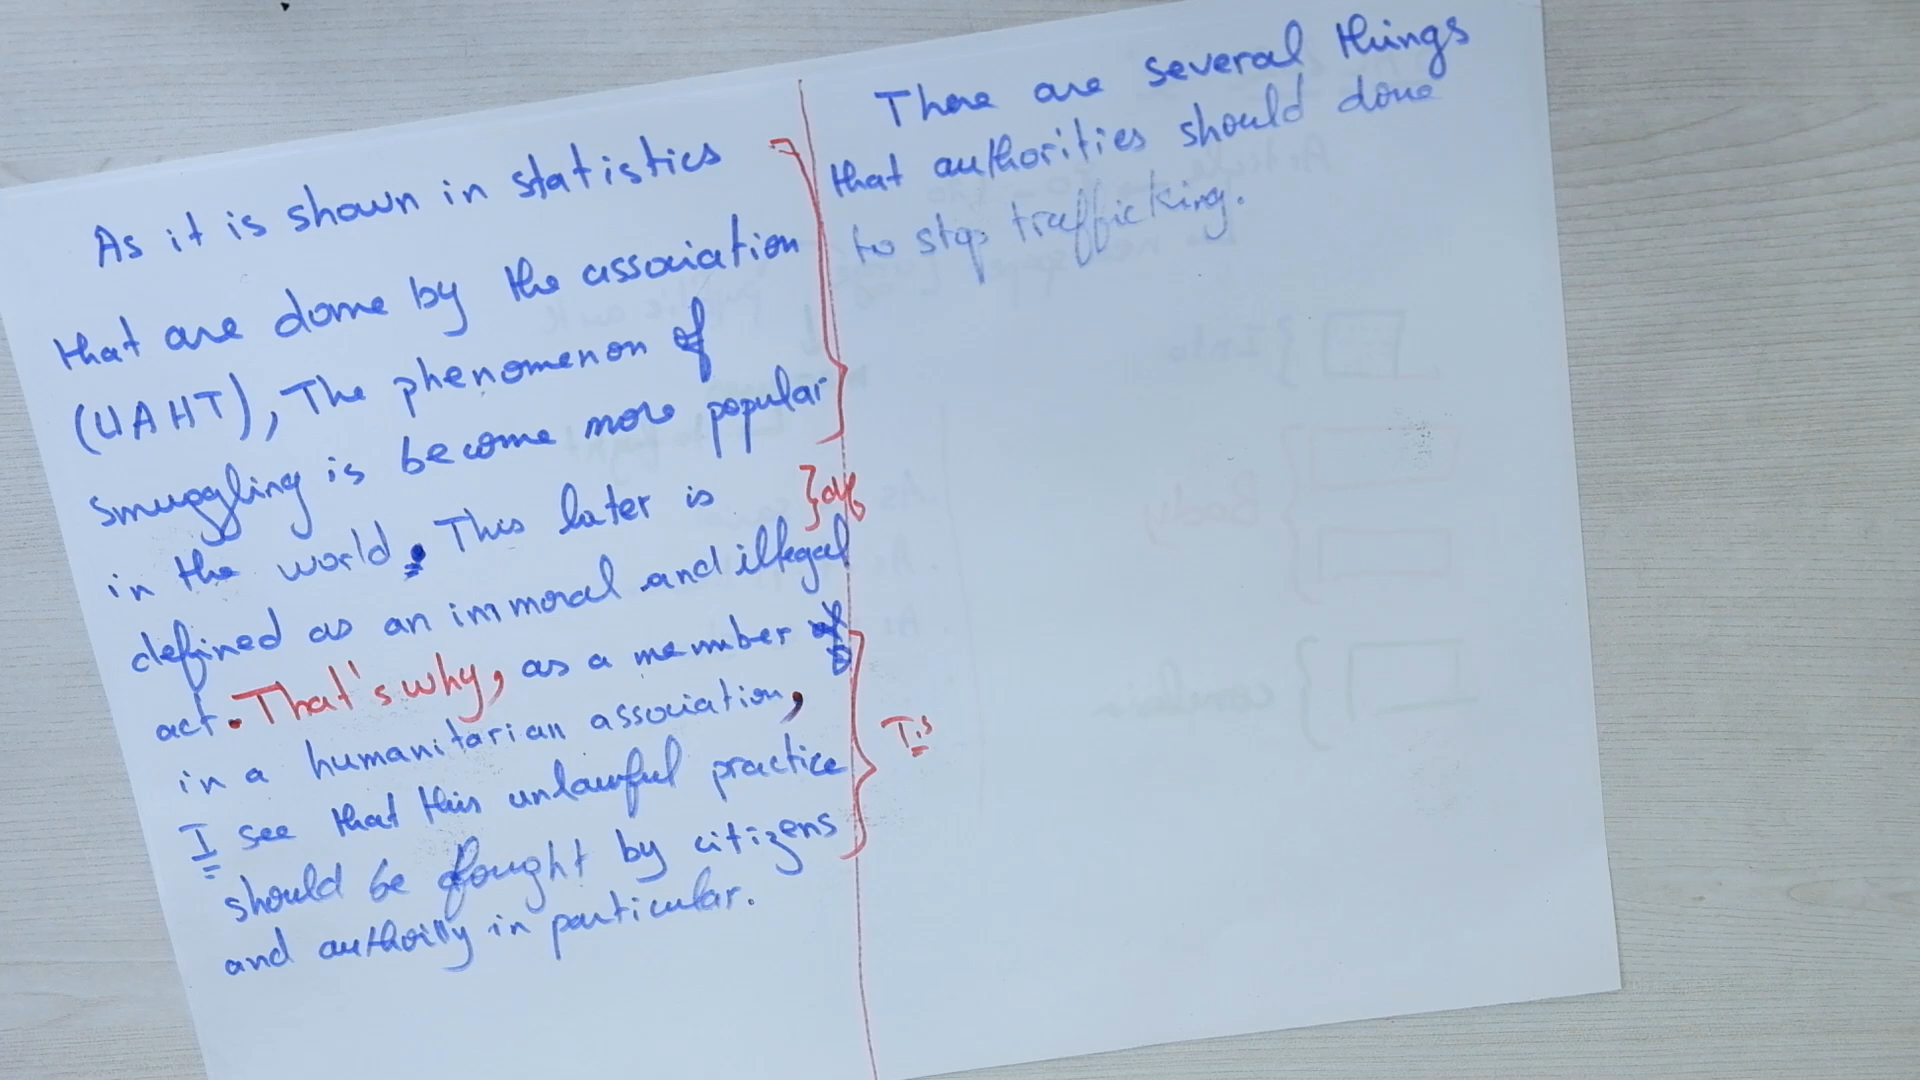 As it is shown in statistics
that are done by the association
(UAHT), The phenomenon of
smuggling is become more popular
in the world. This later is
defined as an immoral and illegal
act. That's why, as a member
in a humanitarian association,
I see that this unlawful practice
should be fought by citizens
and authoirty in particular.
} df
} T.s
There are several things
that authorities should done
to stop trafficking.